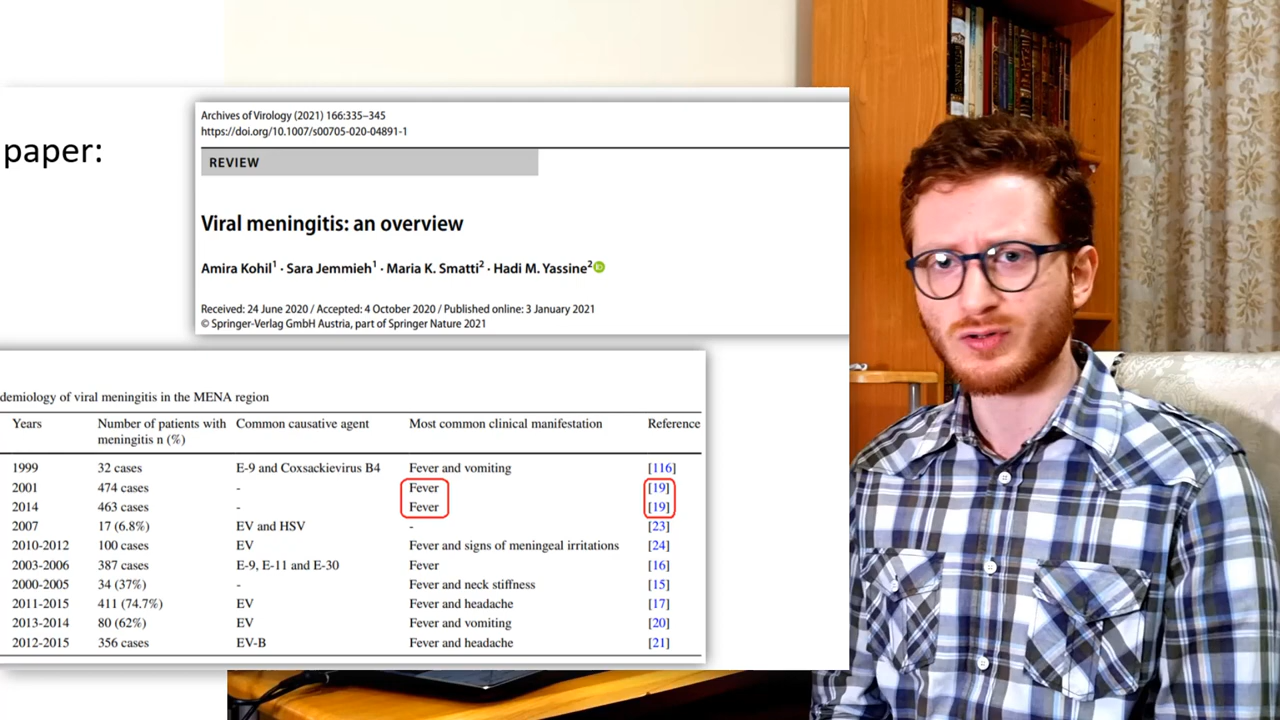 paper:
Archives of Virology (2021) 166:335–345
https://doi.org/10.1007/s00705-020-04891-1
REVIEW
Viral meningitis: an overview
Amira Kohil1 · Sara Jemmieh1 · Maria K. Smatti2 · Hadi M. Yassine2 iD
Received: 24 June 2020 / Accepted: 4 October 2020 / Published online: 3 January 2021
© Springer-Verlag GmbH Austria, part of Springer Nature 2021
demiology of viral meningitis in the MENA region
Years Number of patients with meningitis n (%) Common causative agent Most common clinical manifestation Reference
1999 32 cases E-9 and Coxsackievirus B4 Fever and vomiting [116]
2001 474 cases - Fever [19]
2014 463 cases - Fever [19]
2007 17 (6.8%) EV and HSV - [23]
2010-2012 100 cases EV Fever and signs of meningeal irritations [24]
2003-2006 387 cases E-9, E-11 and E-30 Fever [16]
2000-2005 34 (37%) - Fever and neck stiffness [15]
2011-2015 411 (74.7%) EV Fever and headache [17]
2013-2014 80 (62%) EV Fever and vomiting [20]
2012-2015 356 cases EV-B Fever and headache [21]